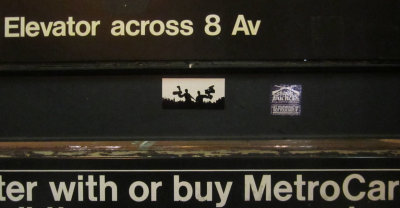 Elevator across 8 Av
ter with or buy MetroCar